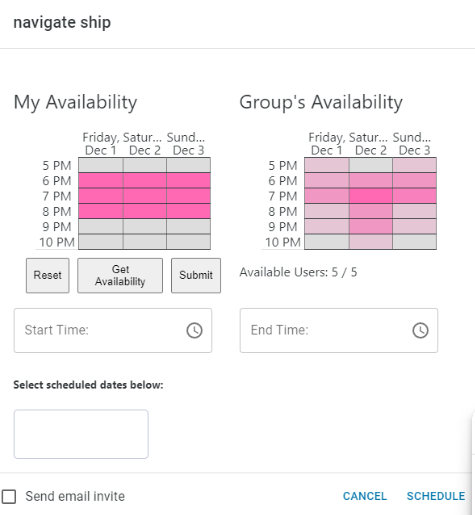 navigate ship
My Availability
Group's Availability
Friday, Satur... Sund...
Dec 1 Dec 2 Dec 3
5 PM
6 PM
7 PM
8 PM
9 PM
10 PM
Friday, Satur... Sund...
Dec 1 Dec 2 Dec 3
5 PM
6 PM
7 PM
8 PM
9 PM
10 PM
Reset
Get
Availability
Submit
Available Users: 5 / 5
Start Time:
End Time:
Select scheduled dates below:
Send email invite
CANCEL
SCHEDULE